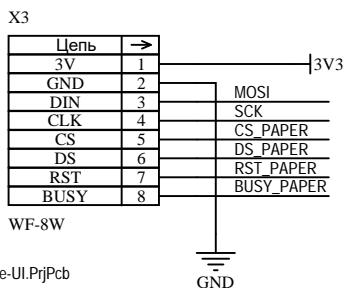 X3
Цепь →
3V 1 3V3
GND 2
DIN 3 MOSI
CLK 4 SCK
CS 5 CS_PAPER
DS 6 DS_PAPER
RST 7 RST_PAPER
BUSY 8 BUSY_PAPER
WF-8W
e-UI.PrjPcb
GND